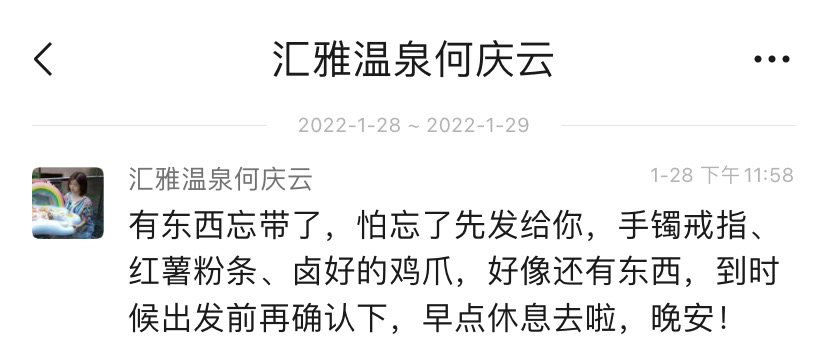 汇雅温泉何庆云
2022-1-28 ~ 2022-1-29
汇雅温泉何庆云
1-28 下午11:58
有东西忘带了，怕忘了先发给你，手镯戒指、
红薯粉条、卤好的鸡爪，好像还有东西，到时
候出发前再确认下，早点休息去啦，晚安！